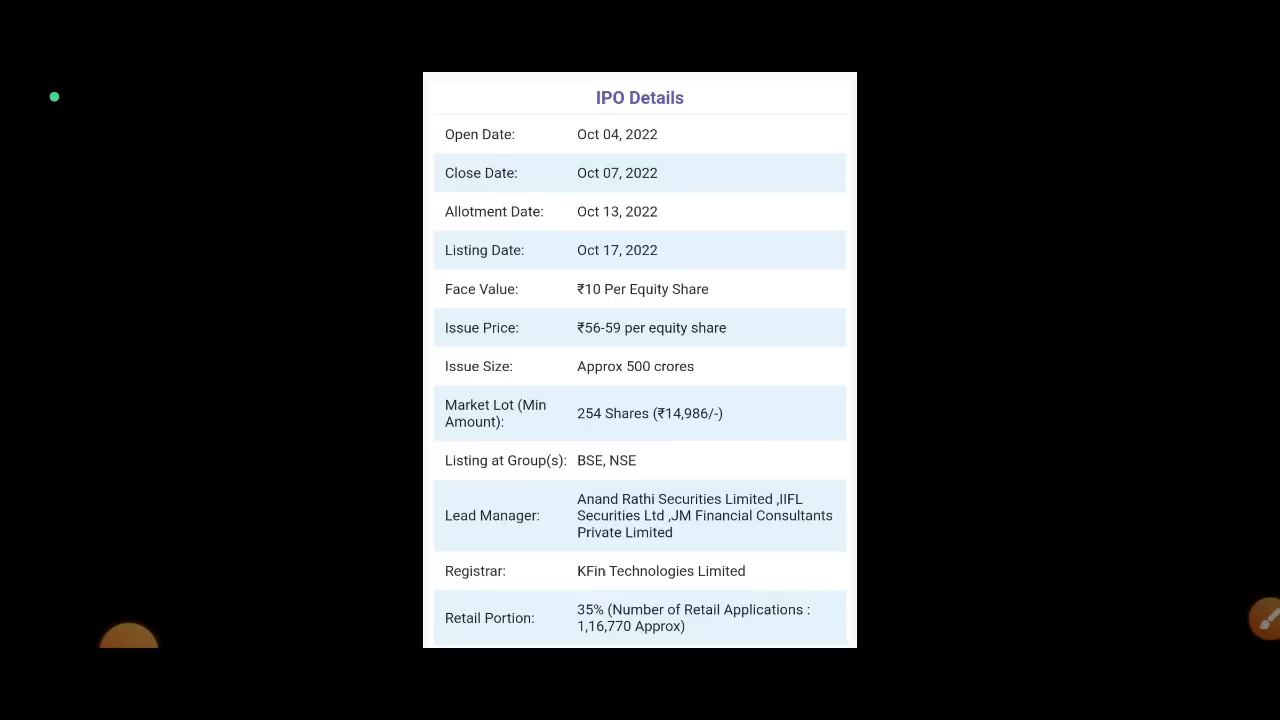 IPO Details
Open Date: Oct 04, 2022
Close Date: Oct 07, 2022
Allotment Date: Oct 13, 2022
Listing Date: Oct 17, 2022
Face Value: ₹10 Per Equity Share
Issue Price: ₹56-59 per equity share
Issue Size: Approx 500 crores
Market Lot (Min
Amount):
254 Shares (₹14,986/-)
Listing at Group(s): BSE, NSE
Lead Manager:
Anand Rathi Securities Limited ,IIFL
Securities Ltd ,JM Financial Consultants
Private Limited
Registrar: KFin Technologies Limited
Retail Portion:
35% (Number of Retail Applications :
1,16,770 Approx)